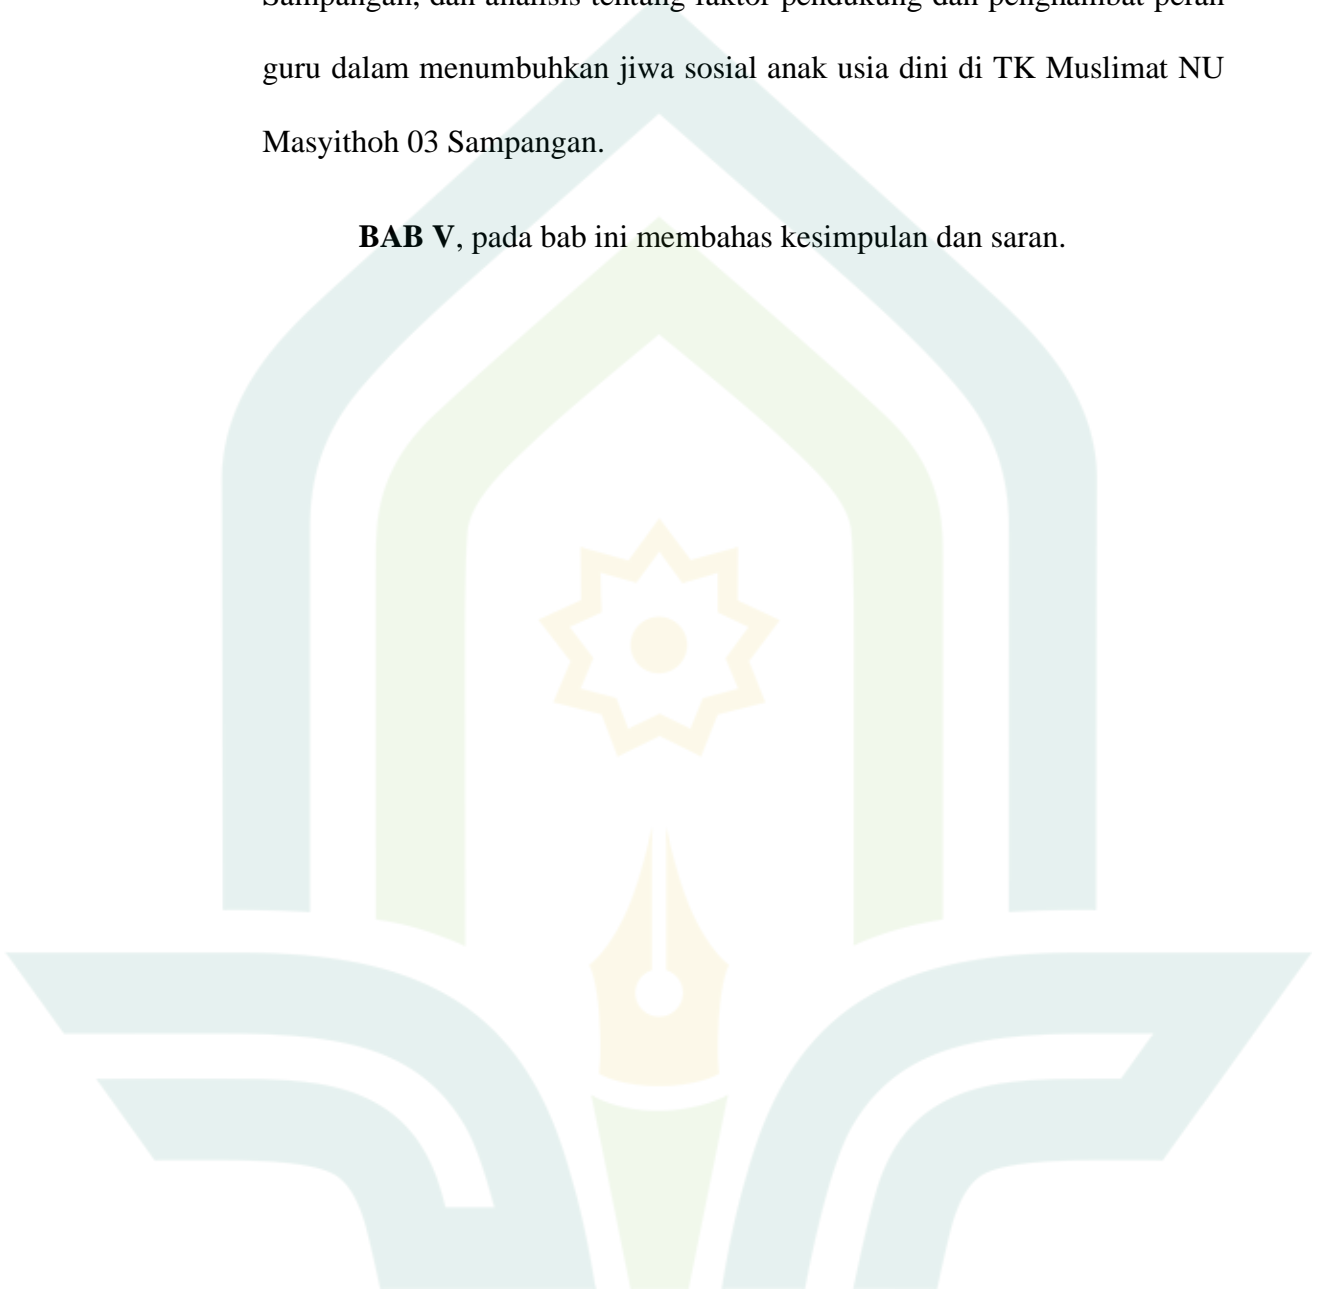 Sampangan, dan analisis tentang faktor pendukung dan penghambat peran
guru dalam menumbuhkan jiwa sosial anak usia dini di TK Muslimat NU
Masyithoh 03 Sampangan.
BAB V, pada bab ini membahas kesimpulan dan saran.